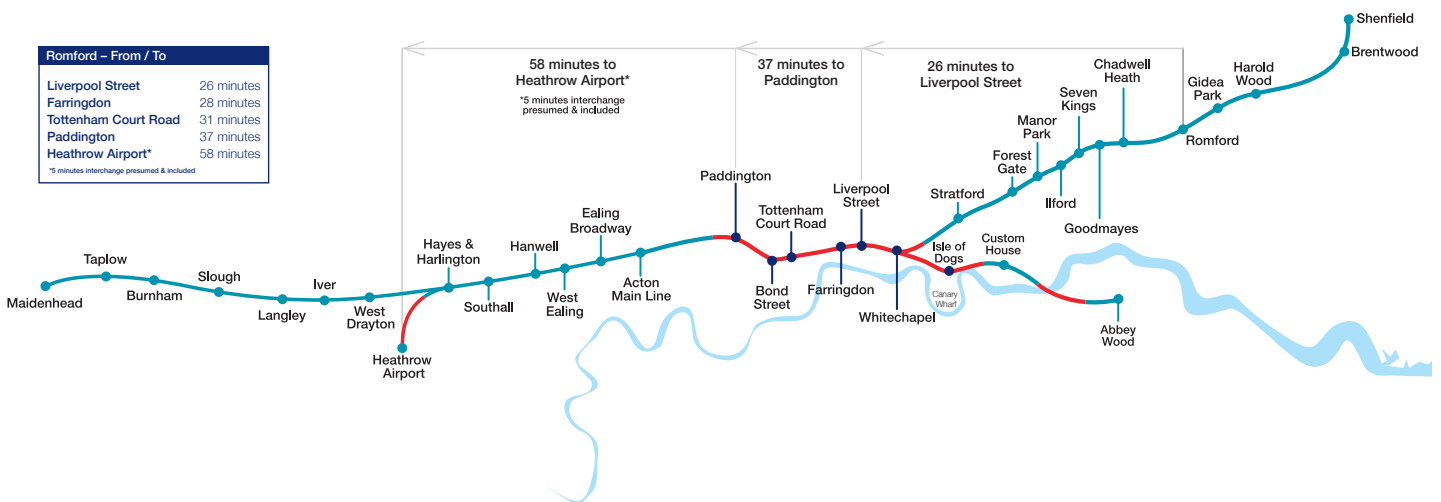 Romford – From / To
Liverpool Street 26 minutes
Farringdon 28 minutes
Tottenham Court Road 31 minutes
Paddington 37 minutes
Heathrow Airport* 58 minutes
*5 minutes interchange presumed & included
58 minutes to
Heathrow Airport*
*5 minutes interchange
presumed & included
37 minutes to
Paddington
26 minutes to
Liverpool Street
Maidenhead
Taplow
Burnham
Slough
Langley
Iver
West
Drayton
Heathrow
Airport
Hayes &
Harlington
Southall
Hanwell
West
Ealing
Ealing
Broadway
Acton
Main Line
Paddington
Bond
Street
Tottenham
Court Road
Farringdon
Liverpool
Street
Whitechapel
Stratford
Forest
Gate
Manor
Park
Ilford
Seven
Kings
Goodmayes
Chadwell
Heath
Romford
Gidea
Park
Harold
Wood
Brentwood
Shenfield
Isle of
Dogs
Canary
Wharf
Custom
House
Abbey
Wood